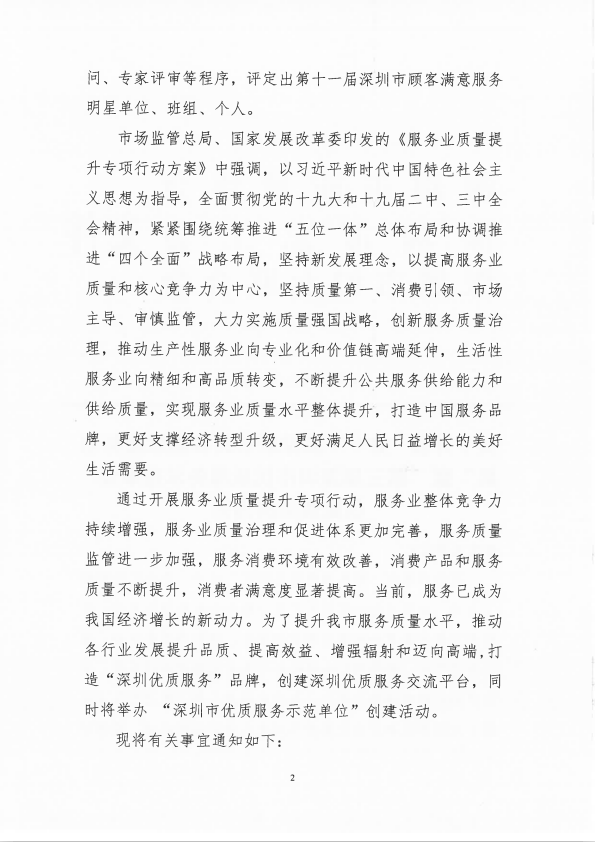 问、专家评审等程序，评定出第十一届深圳市顾客满意服务
明星单位、班组、个人。
市场监管总局、国家发展改革委印发的《服务业质量提
升专项行动方案》中强调，以习近平新时代中国特色社会主
义思想为指导，全面贯彻党的十九大和十九届二中、三中全
会精神，紧紧围绕统筹推进“五位一体”总体布局和协调推
进“四个全面”战略布局，坚持新发展理念，以提高服务业
质量和核心竞争力为中心，坚持质量第一、消费引领、市场
主导、审慎监管，大力实施质量强国战略，创新服务质量治
理，推动生产性服务业向专业化和价值链高端延伸，生活性
服务业向精细和高品质转变，不断提升公共服务供给能力和
供给质量，实现服务业质量水平整体提升，打造中国服务品
牌，更好支撑经济转型升级，更好满足人民日益增长的美好
生活需要。
通过开展服务业质量提升专项行动，服务业整体竞争力
持续增强，服务业质量治理和促进体系更加完善，服务质量
监管进一步加强，服务消费环境有效改善，消费产品和服务
质量不断提升，消费者满意度显著提高。当前，服务已成为
我国经济增长的新动力。为了提升我市服务质量水平，推动
各行业发展提升品质、提高效益、增强辐射和迈向高端,打
造“深圳优质服务”品牌，创建深圳优质服务交流平台，同
时将举办 “深圳市优质服务示范单位”创建活动。
现将有关事宜通知如下：
2